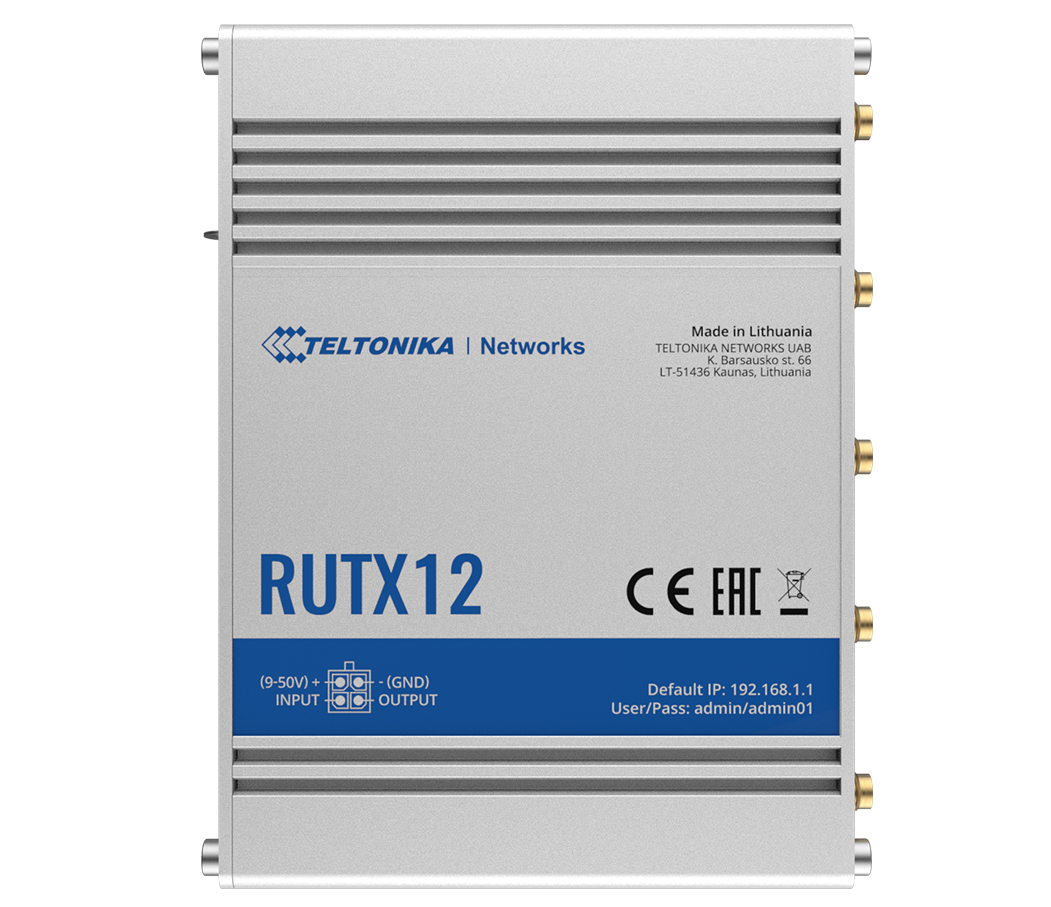 TELTONIKA | Networks
Made in Lithuania
TELTONIKA NETWORKS UAB
K. Barsausko st. 66
LT-51436 Kaunas, Lithuania
RUTX12
CE EAC
(9-50V) + - (GND)
INPUT OUTPUT
Default IP: 192.168.1.1
User/Pass: admin/admin01